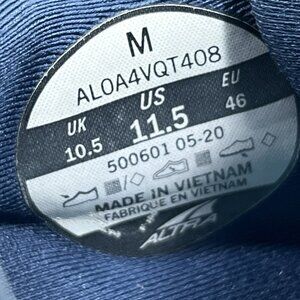 M
AL0A4VQT408
UK US EU
10.5 11.5 46
500601 05-20
MADE IN VIETNAM
FABRIQUE EN VIETNAM
ALTRA